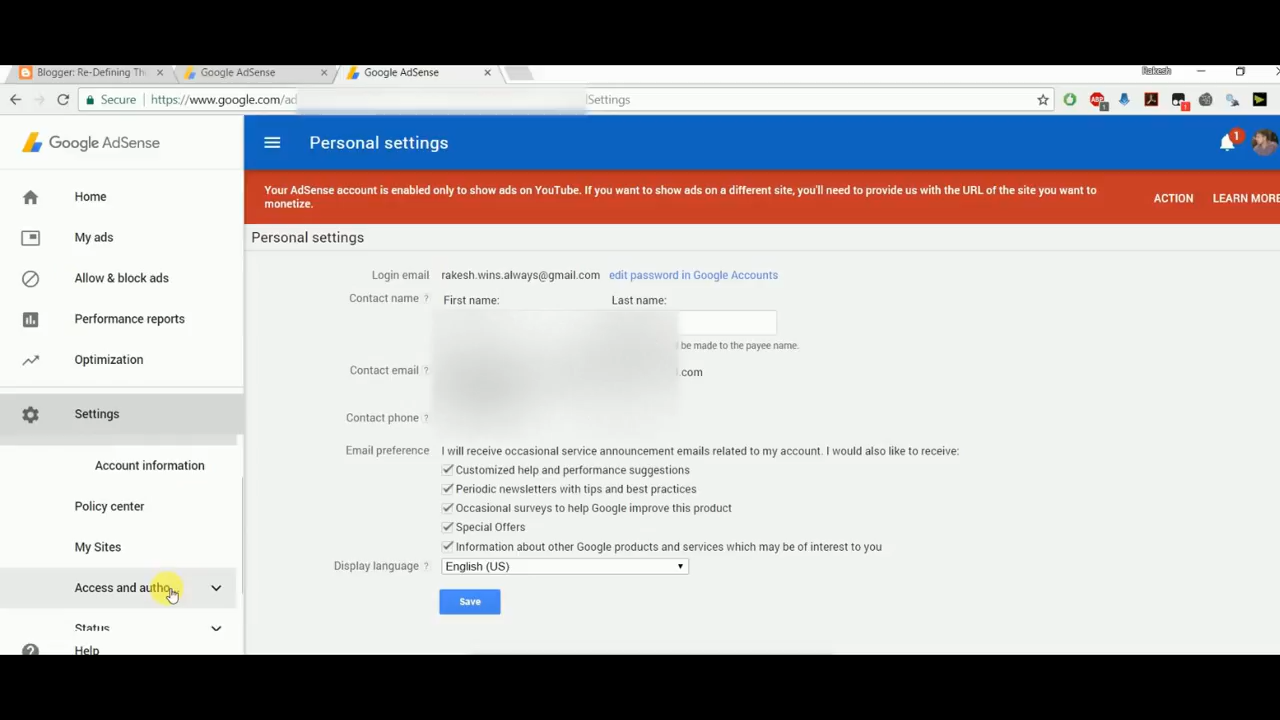 Blogger: Re-Defining Th
Google AdSense
Google AdSense
Rakesh
Secure
https://www.google.com/ad
Settings
Google AdSense
Personal settings
1
Home
My ads
Allow & block ads
Performance reports
Optimization
Settings
Account information
Policy center
My Sites
Access and autho
Status
Help
Your AdSense account is enabled only to show ads on YouTube. If you want to show ads on a different site, you'll need to provide us with the URL of the site you want to
monetize.
ACTION
LEARN MORE
Personal settings
Login email rakesh.wins.always@gmail.com edit password in Google Accounts
Contact name ? First name: Last name:
be made to the payee name.
Contact email ? .com
Contact phone ?
Email preference I will receive occasional service announcement emails related to my account. I would also like to receive:
Customized help and performance suggestions
Periodic newsletters with tips and best practices
Occasional surveys to help Google improve this product
Special Offers
Information about other Google products and services which may be of interest to you
Display language ? English (US)
Save